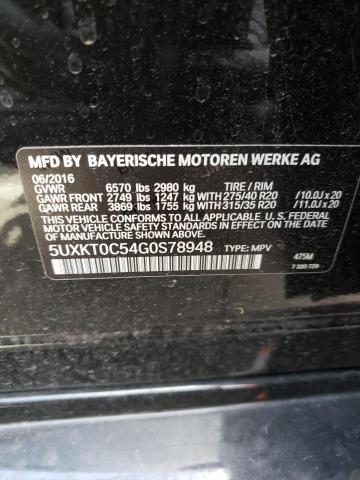 MFD BY BAYERISCHE MOTOREN WERKE AG
06/2016
GVWR 6570 lbs 2980 kg TIRE / RIM
GAWR FRONT 2749 lbs 1247 kg WITH 275/40 R20 /10.0J x 20
GAWR REAR 3869 lbs 1755 kg WITH 315/35 R20 /11.0J x 20
THIS VEHICLE CONFORMS TO ALL APPLICABLE U. S. FEDERAL
MOTOR VEHICLE SAFETY STANDARDS IN EFFECT ON
THE DATE OF MANUFACTURE SHOWN ABOVE.
5UXKT0C54G0S78948 TYPE: MPV
475M
7 320 729